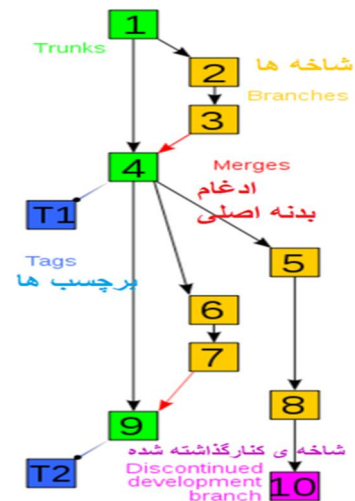 1
Trunks
2
شاخه ها
Branches
3
4
Merges
ادغام
بدنه اصلی
T1
Tags
برچسب ها
5
6
7
8
9
شاخه ی کنارگذاشته شده
Discontinued
development
branch
10
T2